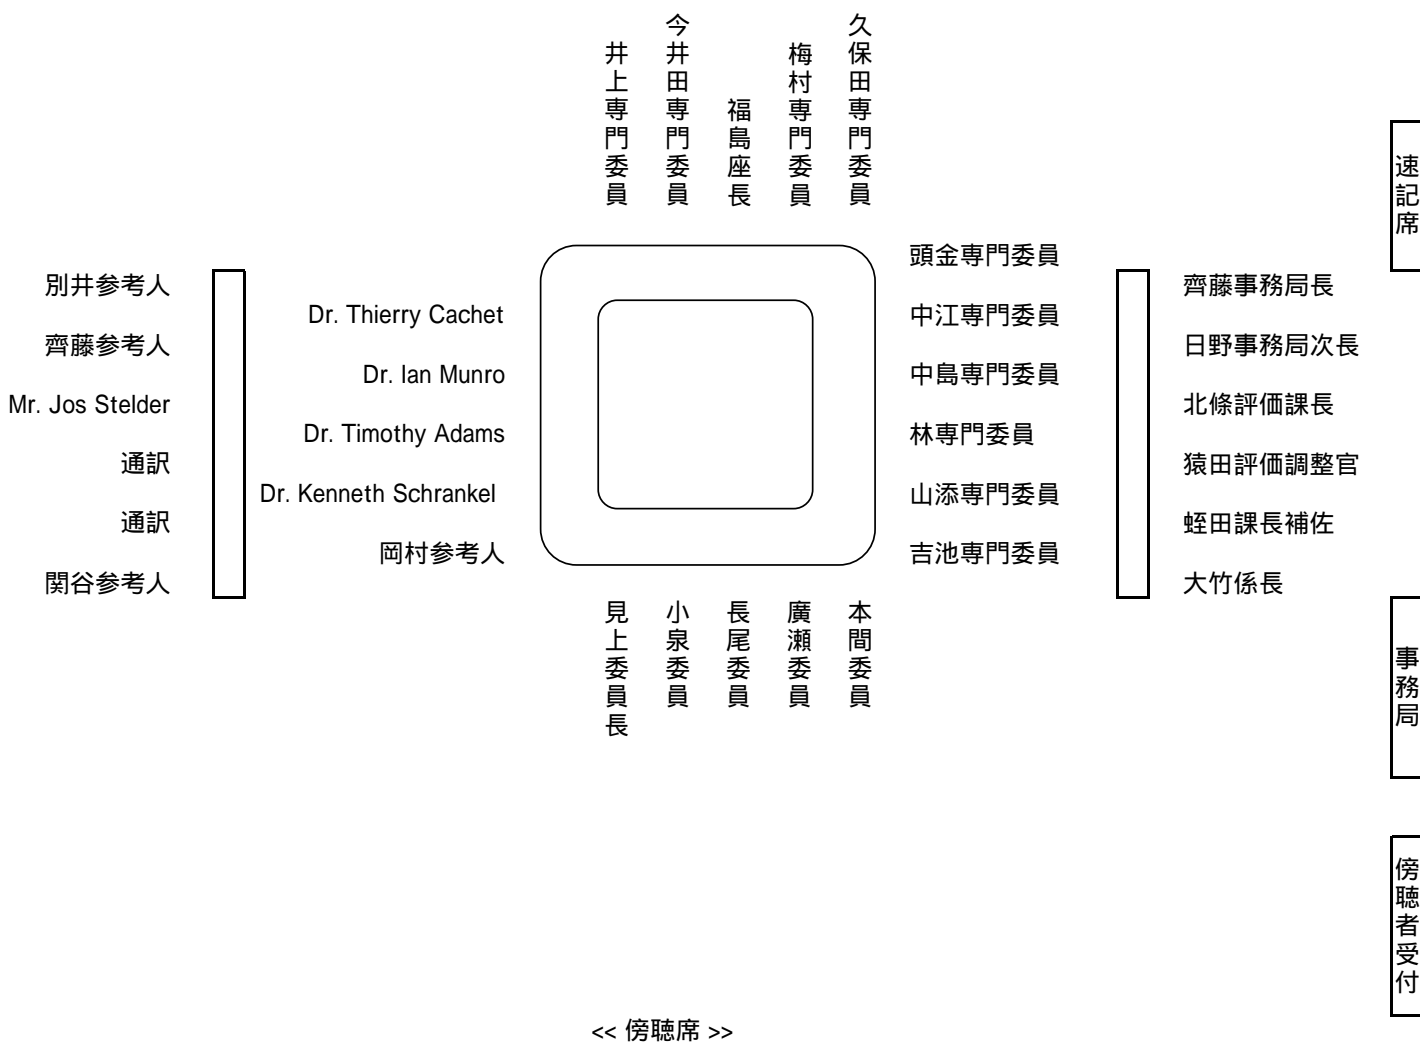 井上専門委員
今井田専門委員
福島座長
梅村専門委員
久保田専門委員
速記席
別井参考人
齊藤参考人
Mr. Jos Stelder
通訳
通訳
関谷参考人
Dr. Thierry Cachet
Dr. Ian Munro
Dr. Timothy Adams
Dr. Kenneth Schrankel
岡村参考人
頭金専門委員
中江専門委員
中島専門委員
林専門委員
山添専門委員
吉池専門委員
齊藤事務局長
日野事務局次長
北條評価課長
猿田評価調整官
蛭田課長補佐
大竹係長
見上委員長
小泉委員
長尾委員
廣瀬委員
本間委員
事務局
傍聴者受付
<< 傍聴席 >>